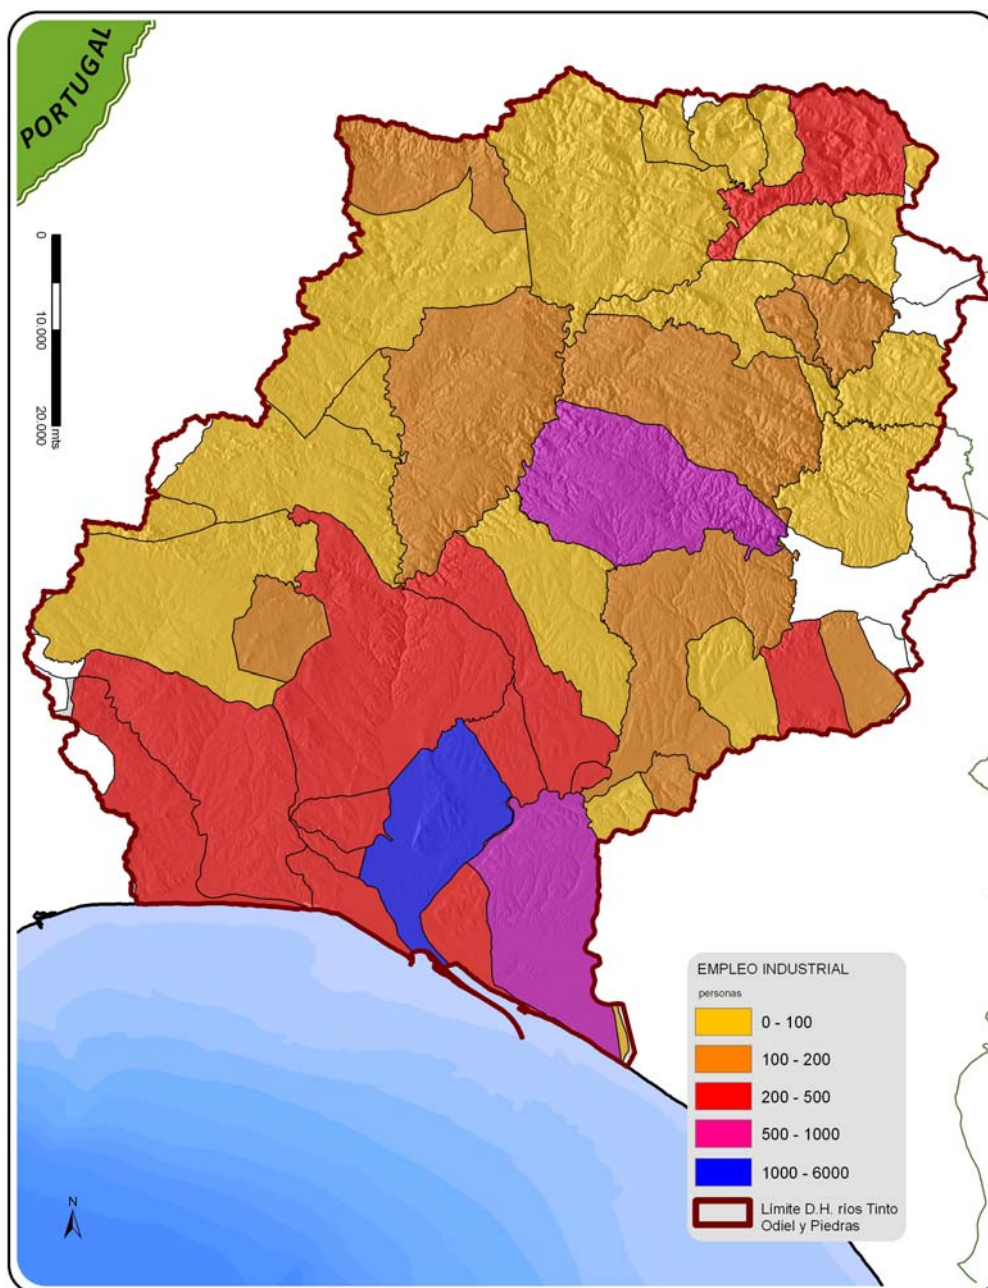 PORTUGAL
0
10.000
20.000
mts
EMPLEO INDUSTRIAL
personas
0 - 100
100 - 200
200 - 500
500 - 1000
1000 - 6000
Límite D.H. ríos Tinto
Odiel y Piedras
N